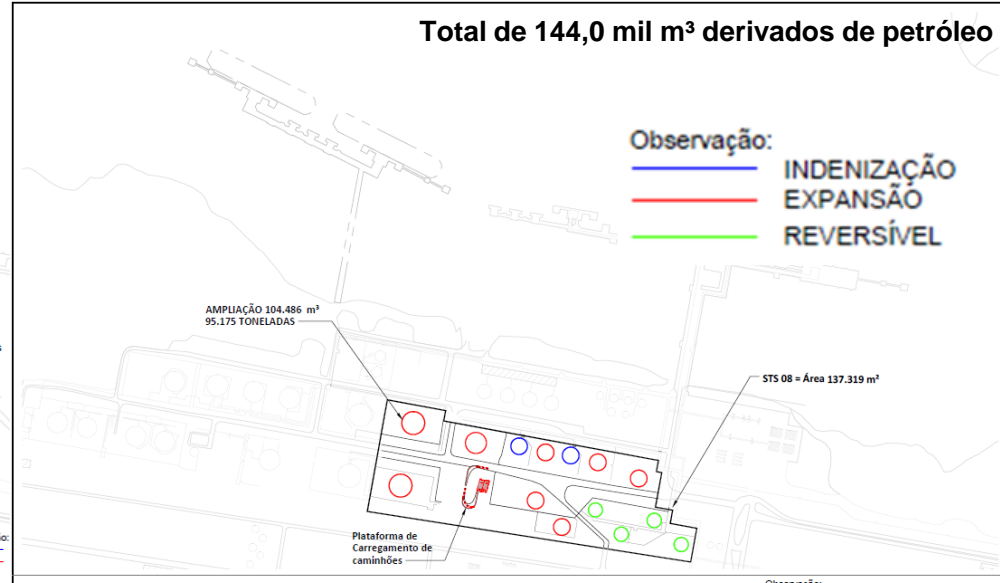 Total de 144,0 mil m³ derivados de petróleo
Observação:
INDENIZAÇÃO
EXPANSÃO
REVERSÍVEL
AMPLIAÇÃO 104.486 m³
95.175 TONELADAS
STS 08 = Área 137.319 m²
Plataforma de
Carregamento de
caminhões